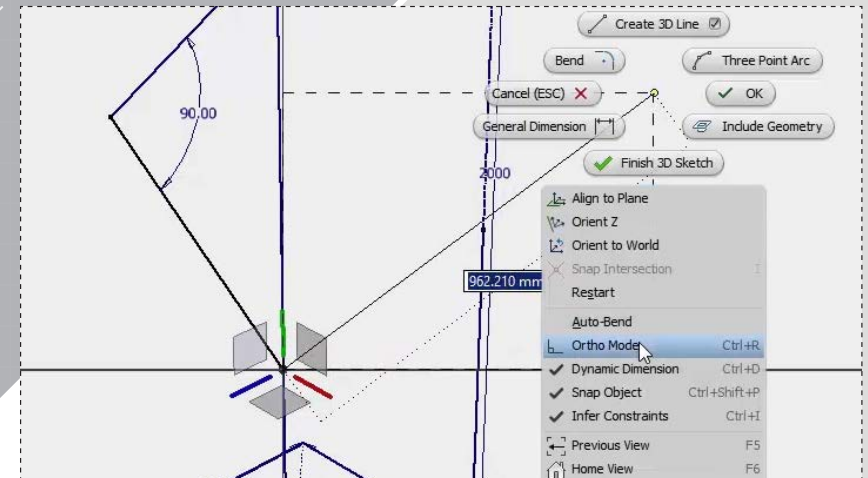 Create 3D Line
Bend
Three Point Arc
Cancel (ESC)
OK
General Dimension
Include Geometry
Finish 3D Sketch
90.00
2000
962.210 mm
Align to Plane
Orient Z
Orient to World
Snap Intersection I
Restart
Auto-Bend
Ortho Mode Ctrl+R
Dynamic Dimension Ctrl+D
Snap Object Ctrl+Shift+P
Infer Constraints Ctrl+I
Previous View F5
Home View F6